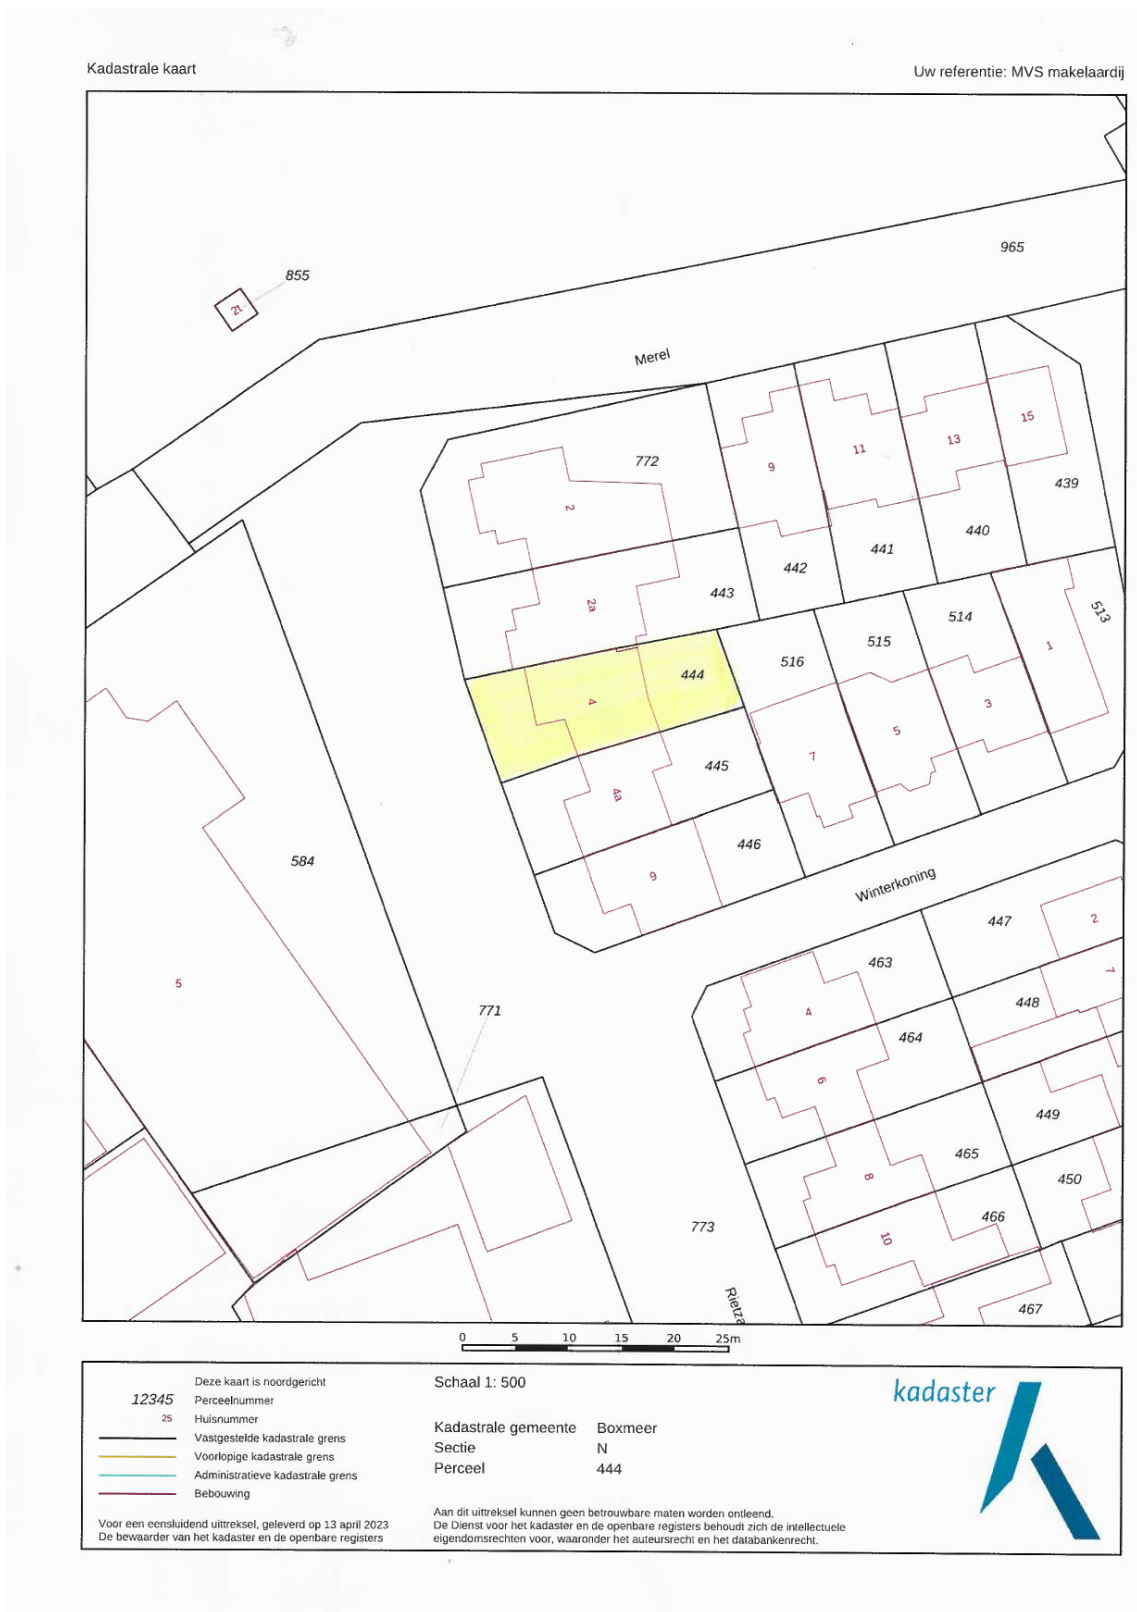 Kadastrale kaart
Uw referentie: MVS makelaardij
965
855
2t
Merel
15
13
11
9
772
439
2
440
441
442
443
2a
513
514
515
1
516
444
4
3
5
7
445
4a
446
9
584
Winterkoning
447
2
463
5
7
448
771
4
464
6
449
465
450
8
773
466
10
Rietza
467
0 5 10 15 20 25m
Deze kaart is noordgericht
12345 Perceelnummer
25 Huisnummer
Vastgestelde kadastrale grens
Voorlopige kadastrale grens
Administratieve kadastrale grens
Bebouwing
Voor een eensluidend uittreksel, geleverd op 13 april 2023
De bewaarder van het kadaster en de openbare registers
Schaal 1: 500
Kadastrale gemeente Boxmeer
Sectie N
Perceel 444
Aan dit uittreksel kunnen geen betrouwbare maten worden ontleend.
De Dienst voor het kadaster en de openbare registers behoudt zich de intellectuele
eigendomsrechten voor, waaronder het auteursrecht en het databankenrecht.
kadaster